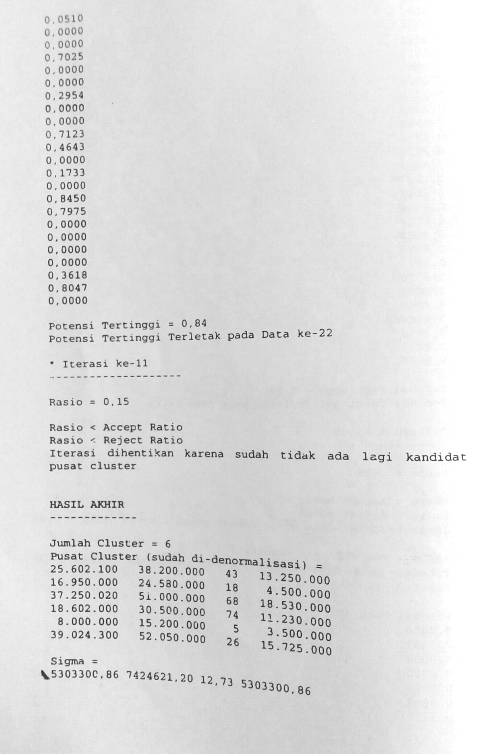 0,0510
0,0000
0,0000
0,7025
0,0000
0,0000
0,2954
0,0000
0,0000
0,7123
0,4643
0,0000
0,1733
0,0000
0,8450
0,7975
0,0000
0,0000
0,0000
0,0000
0,3618
0,8047
0,0000
Potensi Tertinggi = 0,84
Potensi Tertinggi Terletak pada Data ke-22
* Iterasi ke-11
--------------------
Rasio = 0,15
Rasio < Accept Ratio
Rasio < Reject Ratio
Iterasi dihentikan karena sudah tidak ada lagi kandidat
pusat cluster
HASIL AKHIR
-------------
Jumlah Cluster = 6
Pusat Cluster (sudah di-denormalisasi) =
25.602.100 38.200.000 43 13.250.000
16.950.000 24.580.000 18 4.500.000
37.250.020 51.000.000 68 18.530.000
18.602.000 30.500.000 74 11.230.000
8.000.000 15.200.000 5 3.500.000
39.024.300 52.050.000 26 15.725.000
Sigma =
5303300,86 7424621,20 12,73 5303300,86